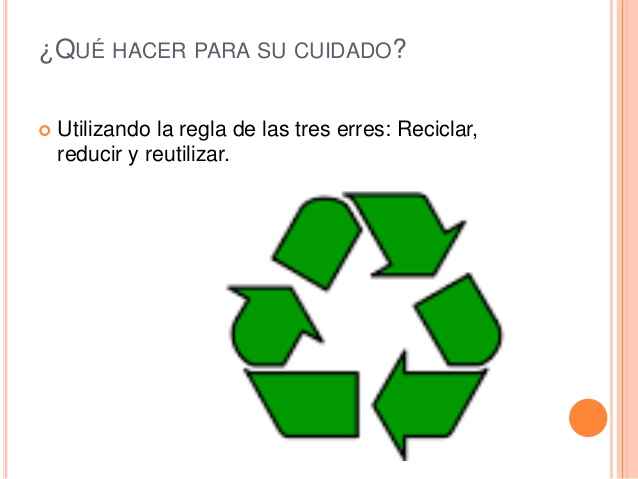 ¿QUÉ HACER PARA SU CUIDADO?
Utilizando la regla de las tres erres: Reciclar,
reducir y reutilizar.